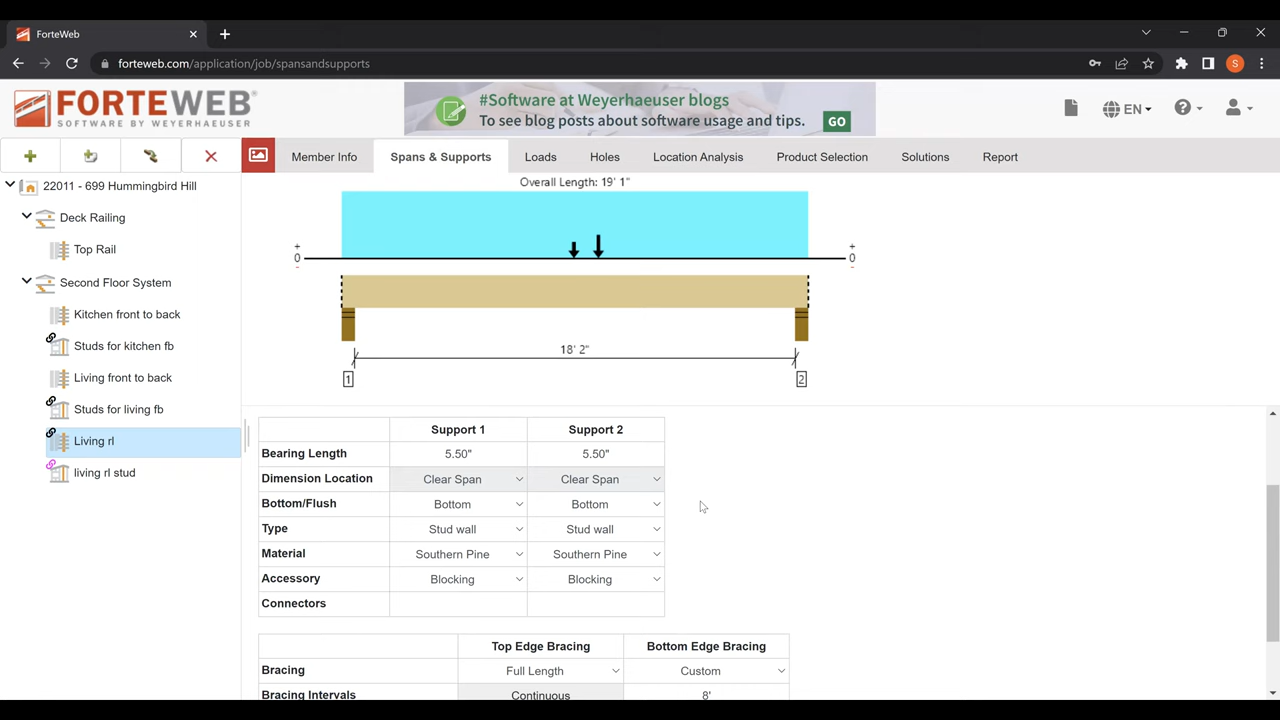 ForteWeb
forteweb.com/application/job/spansandsupports
S
FORTEWEB
SOFTWARE BY WEYERHAEUSER
#Software at Weyerhaeuser blogs
To see blog posts about software usage and tips.
GO
EN
Member Info
Spans & Supports
Loads
Holes
Location Analysis
Product Selection
Solutions
Report
22011 - 699 Hummingbird Hill
Deck Railing
Top Rail
Second Floor System
Kitchen front to back
Studs for kitchen fb
Living front to back
Studs for living fb
Living rl
living rl stud
Overall Length: 19' 1"
+ +
0 0
- -
18' 2"
1 2
Support 1 Support 2
Bearing Length 5.50" 5.50"
Dimension Location Clear Span Clear Span
Bottom/Flush Bottom Bottom
Type Stud wall Stud wall
Material Southern Pine Southern Pine
Accessory Blocking Blocking
Connectors
Top Edge Bracing Bottom Edge Bracing
Bracing Full Length Custom
Bracing Intervals Continuous 8'